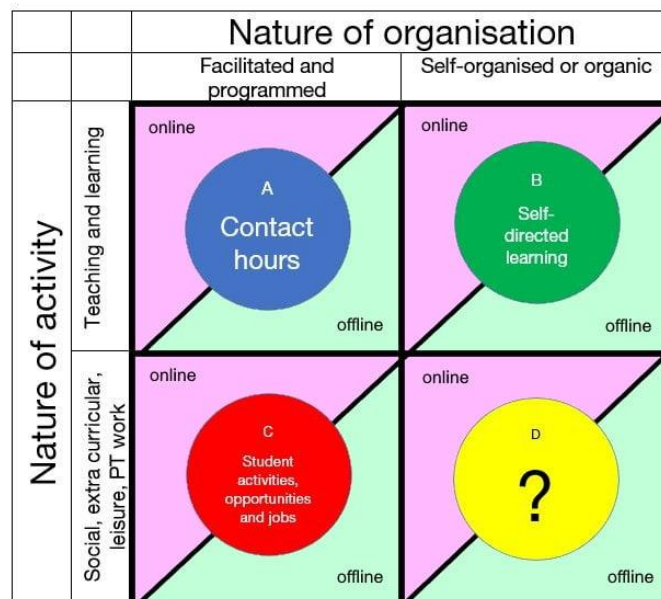 Nature of organisation
Facilitated and
programmed
Self-organised or organic
Nature of activity
Teaching and learning
online
A
Contact
hours
offline
online
B
Self-
directed
learning
offline
Social, extra curricular,
leisure, PT work
online
C
Student
activities,
opportunities
and jobs
offline
online
D
?
offline